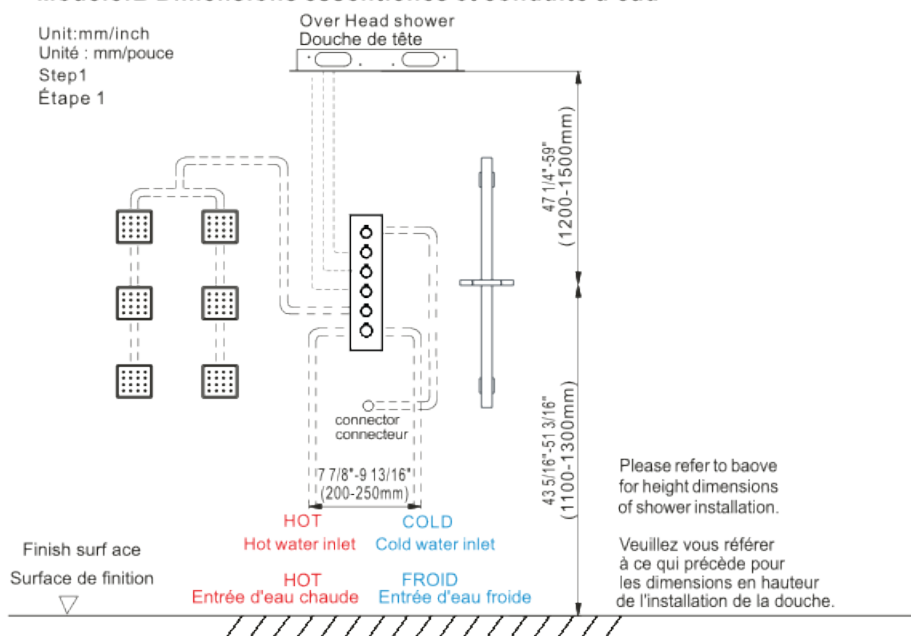 Unit:mm/inch
Unité : mm/pouce
Step1
Étape 1
Over Head shower
Douche de tête
47 1/4"-59"
(1200-1500mm)
connector
connecteur
43 5/16"-51 3/16"
(1100-1300mm)
7 7/8"-9 13/16"
(200-250mm)
HOT
Hot water inlet
COLD
Cold water inlet
HOT
Entrée d'eau chaude
FROID
Entrée d'eau froide
Finish surf ace
Surface de finition
Please refer to baove
for height dimensions
of shower installation.
Veuillez vous référer
à ce qui précède pour
les dimensions en hauteur
de l'installation de la douche.